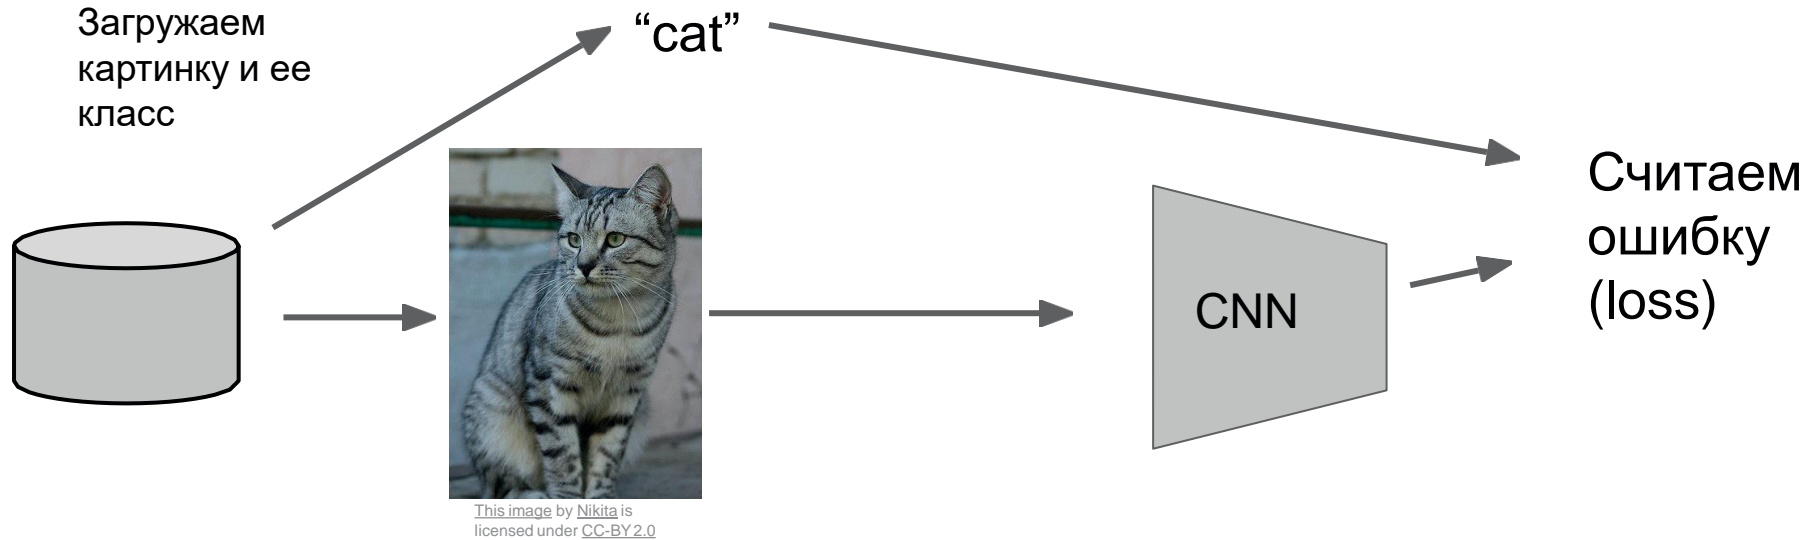 Загружаем
картинку и ее
класс
“cat”
CNN
Считаем
ошибку
(loss)
This image by Nikita is
licensed under CC-BY 2.0